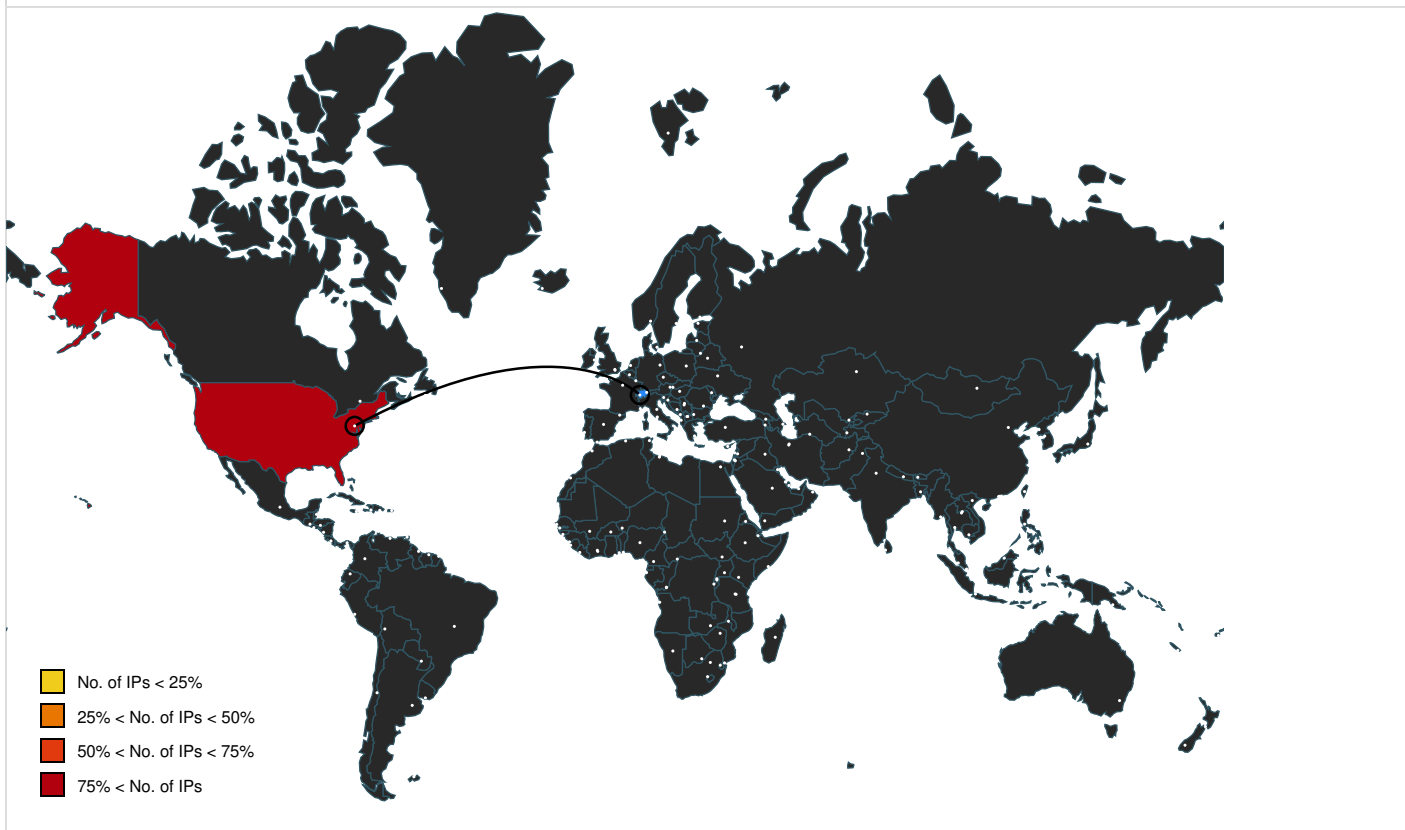 No. of IPs < 25%
25% < No. of IPs < 50%
50% < No. of IPs < 75%
75% < No. of IPs